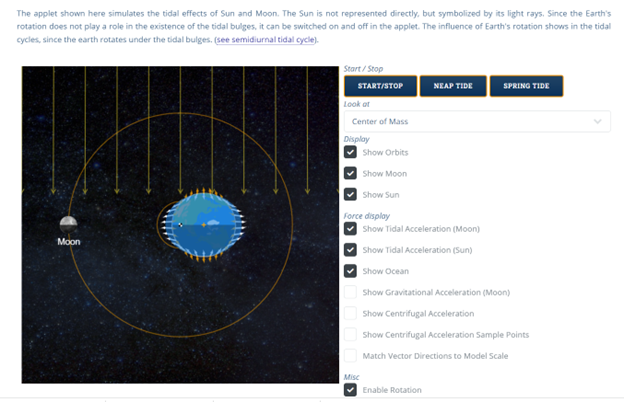 The applet shown here simulates the tidal effects of Sun and Moon. The Sun is not represented directly, but symbolized by its light rays. Since the Earth's
rotation does not play a role in the existence of the tidal bulges, it can be switched on and off in the applet. The influence of Earth's rotation shows in the tidal
cycles, since the earth rotates under the tidal bulges. (see semidiurnal tidal cycle).
Start / Stop
START/STOP NEAP TIDE SPRING TIDE
Look at
Center of Mass
Display
Show Orbits
Show Moon
Show Sun
Force display
Show Tidal Acceleration (Moon)
Show Tidal Acceleration (Sun)
Show Ocean
Show Gravitational Acceleration (Moon)
Show Centrifugal Acceleration
Show Centrifugal Acceleration Sample Points
Match Vector Directions to Model Scale
Misc
Enable Rotation
Moon